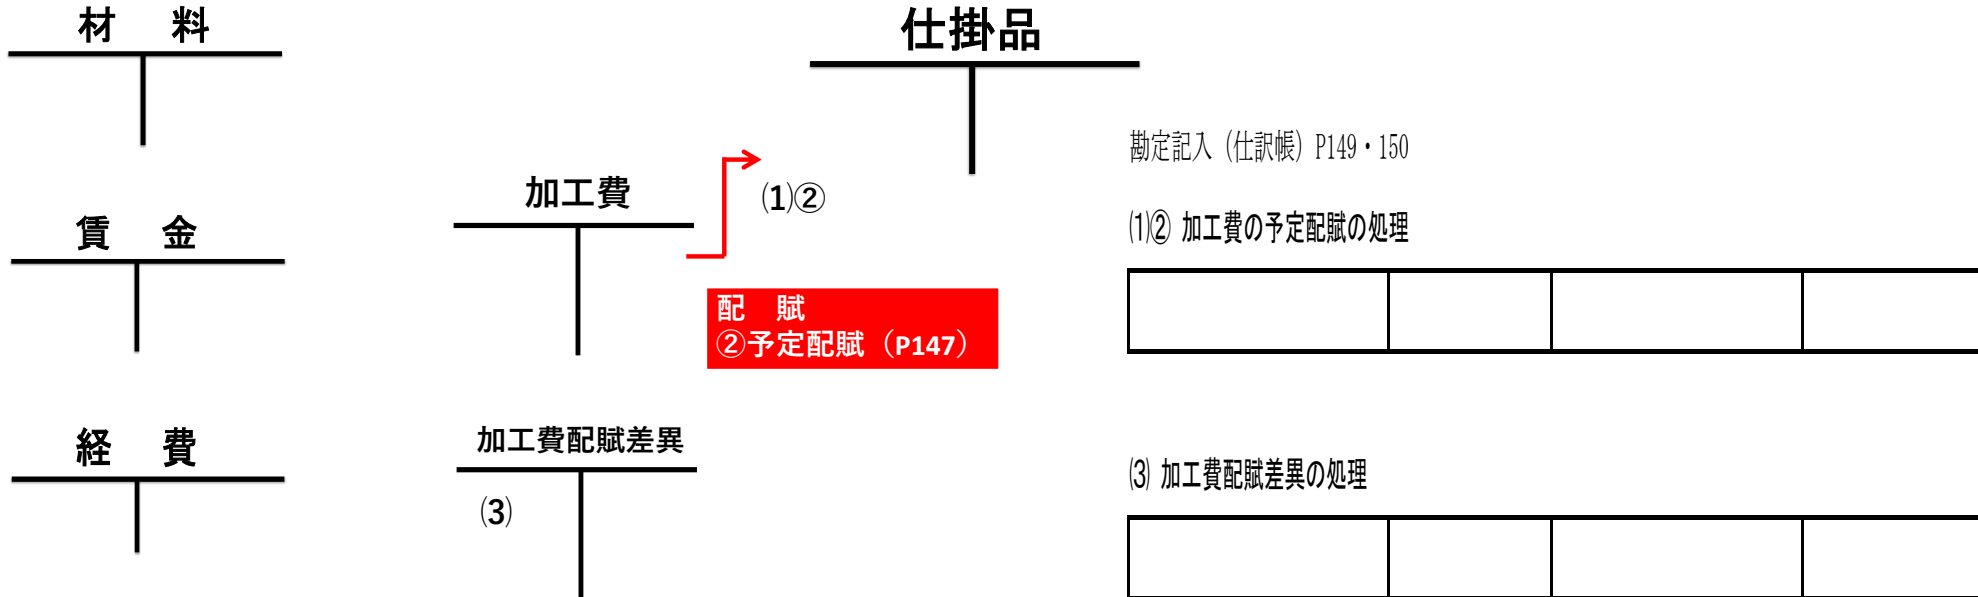 材　料
仕掛品
勘定記入（仕訳帳）P149・150
加工費
⑴②
⑴② 加工費の予定配賦の処理
賃　金
配　賦
②予定配賦（P147）
経　費
加工費配賦差異
⑶ 加工費配賦差異の処理
⑶